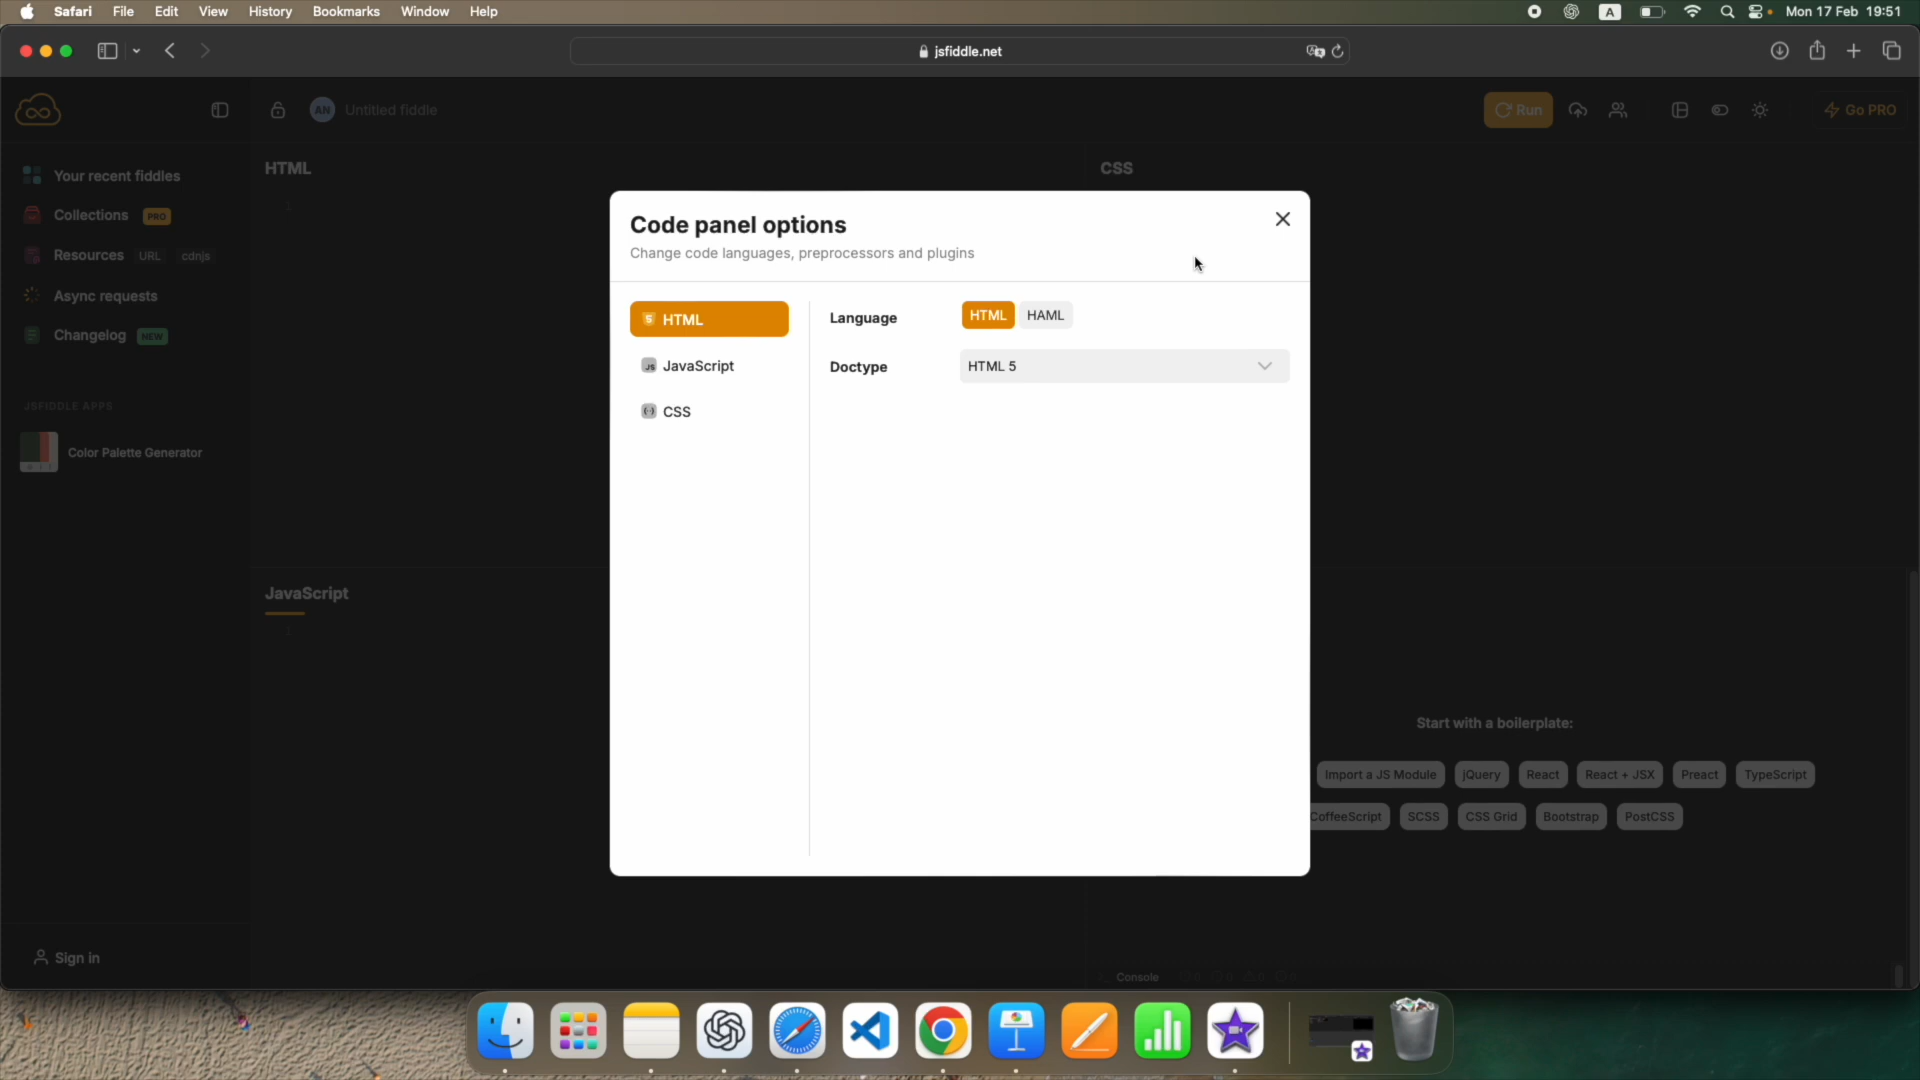 Safari File Edit View History Bookmarks Window Help
A Mon 17 Feb 19:51
jsfiddle.net
AN Untitled fiddle
Run
Go PRO
Your recent fiddles
Collections PRO
Resources URL cdnjs
Async requests
Changelog NEW
JSFIDDLE APPS
Color Palette Generator
Sign in
HTML
1
CSS
Code panel options
Change code languages, preprocessors and plugins
HTML
JavaScript
CSS
Language HTML HAML
Doctype HTML 5
JavaScript
1
Start with a boilerplate:
Import a JS Module jQuery React React + JSX Preact TypeScript
CoffeeScript SCSS CSS Grid Bootstrap PostCSS
Console